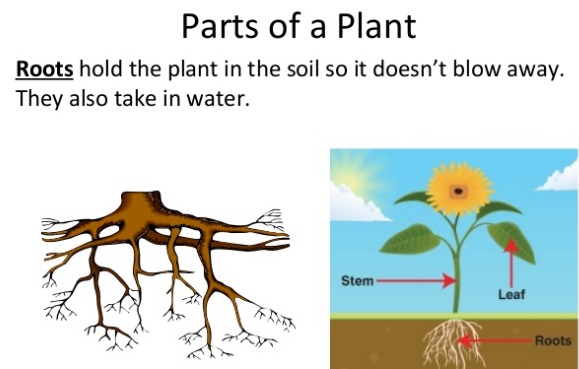 Parts of a Plant
Roots hold the plant in the soil so it doesn’t blow away.
They also take in water.
Stem
Leaf
Roots